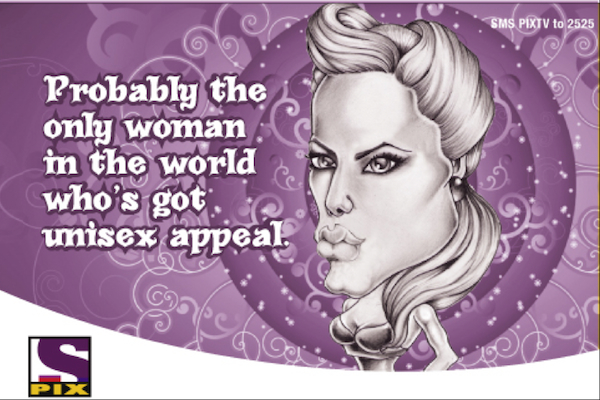 SMS PIXTV to 2525
Probably the
only woman
in the world
who's got
unisex appeal.
S
PIX